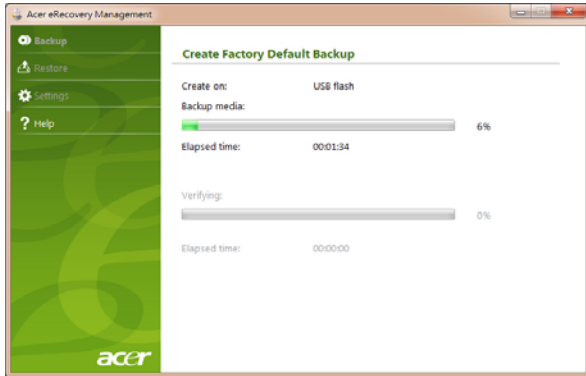 Acer eRecovery Management
Backup
Restore
Settings
Help
Create Factory Default Backup
Create on: USB flash
Backup media:
6%
Elapsed time: 00:01:34
Verifying:
0%
Elapsed time: 00:00:00
acer